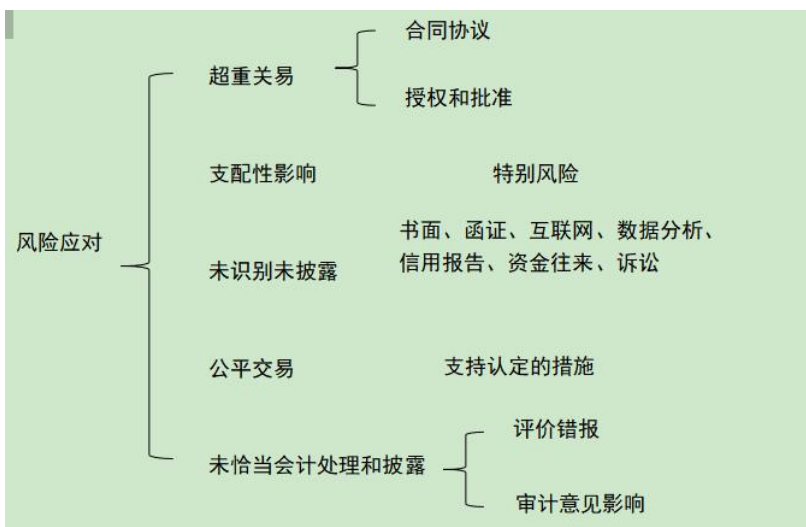 合同协议
超重关易
授权和批准
支配性影响
特别风险
书面、函证、互联网、数据分析、
风险应对
未识别未披露
信用报告、资金往来、诉讼
公平交易
支持认定的措施
评价错报
未恰当会计处理和披露
审计意见影响